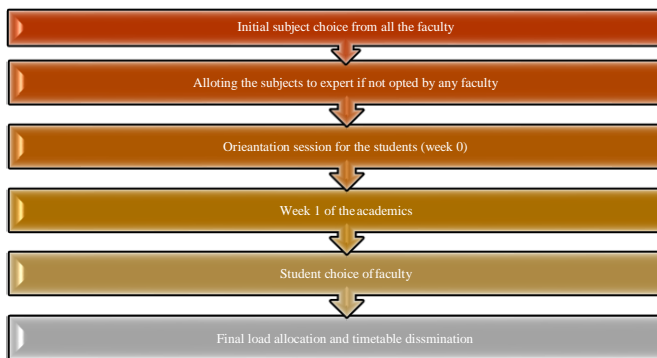 Initial subject choice from all the faculty
Alloting the subjects to expert if not opted by any faculty
Orieantation session for the students (week 0)
Week 1 of the academics
Student choice of faculty
Final load allocation and timetable dissmination